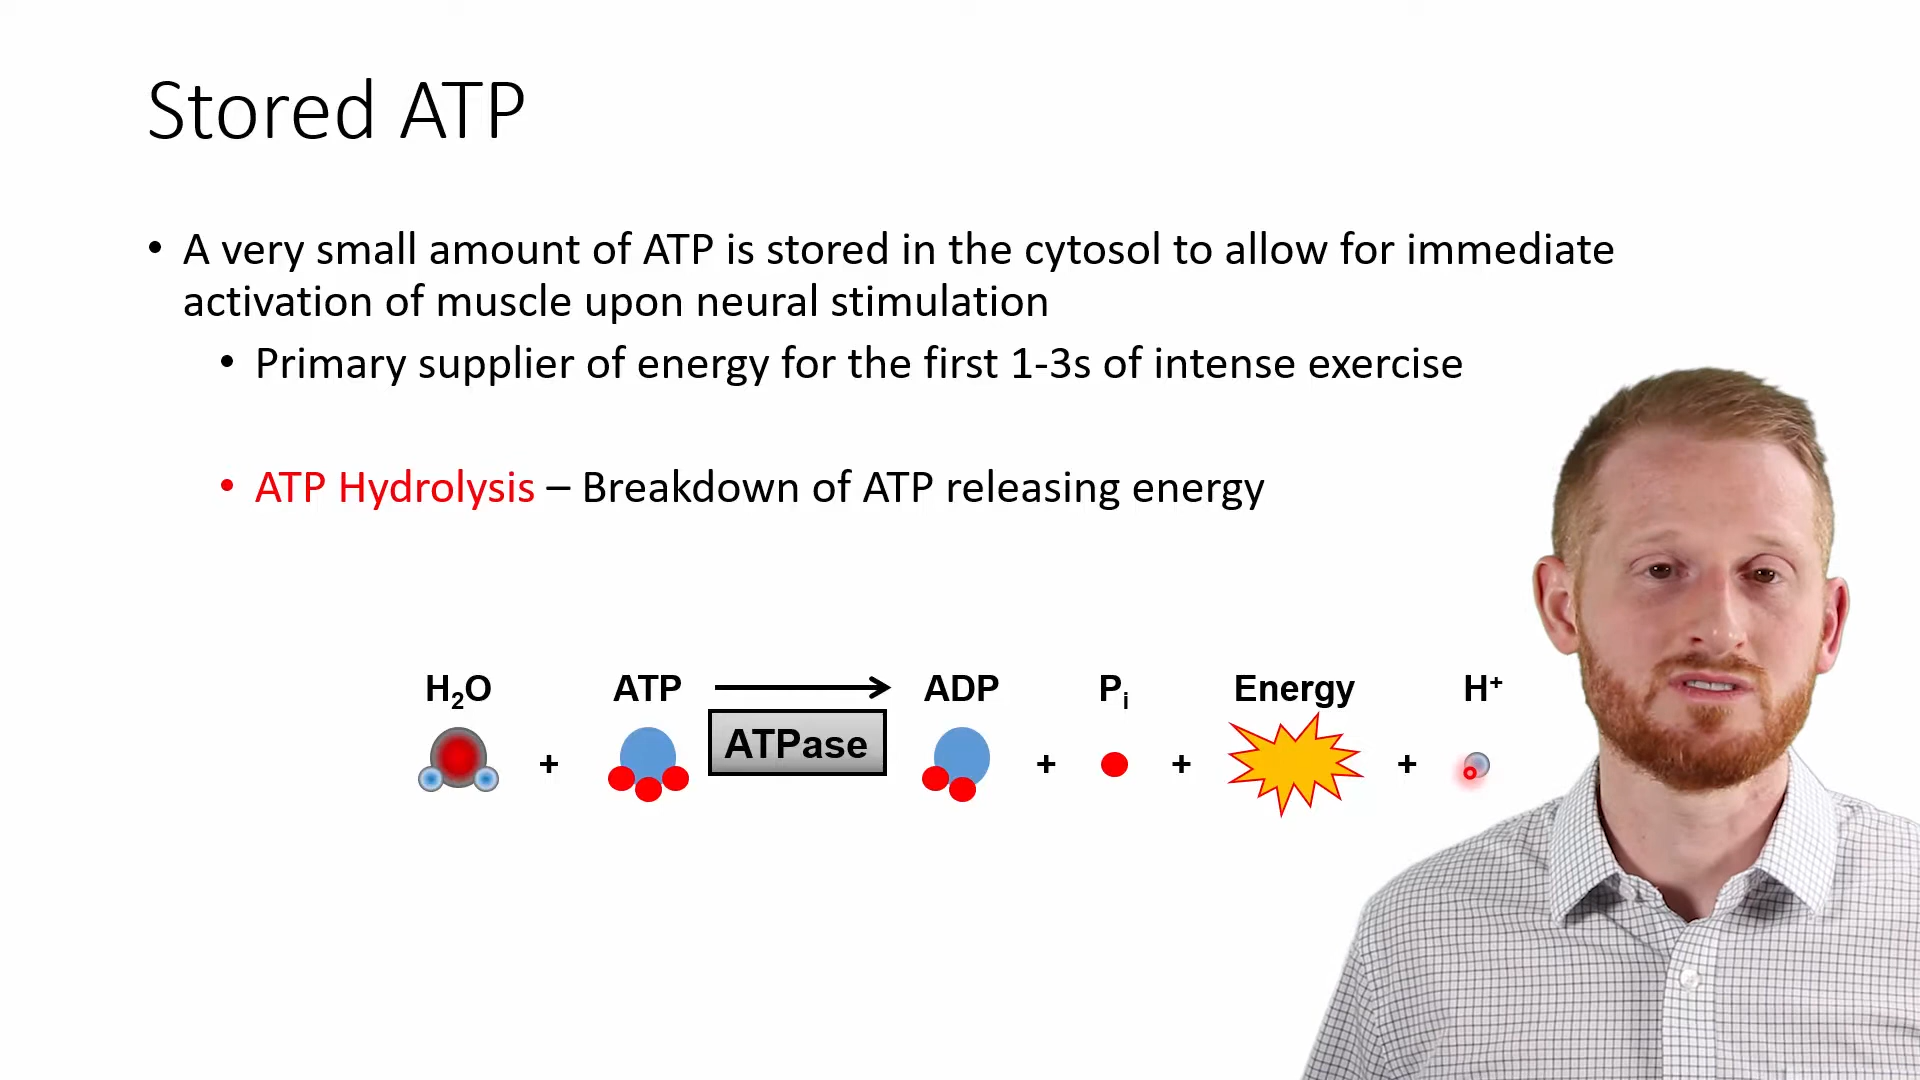 Stored ATP
• A very small amount of ATP is stored in the cytosol to allow for immediate
activation of muscle upon neural stimulation
• Primary supplier of energy for the first 1-3s of intense exercise
• ATP Hydrolysis – Breakdown of ATP releasing energy
H₂O ATP ADP Pᵢ Energy H⁺
ATPase
+ + + +